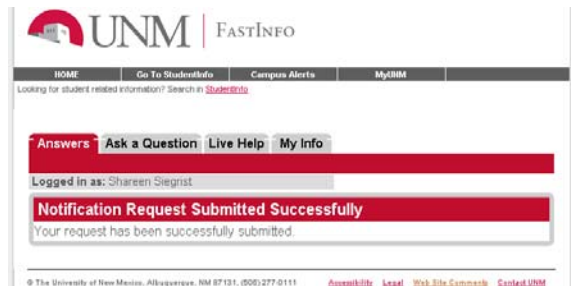 UNM FASTINFO
HOME Go To StudentInfo Campus Alerts MyUNM
Looking for student related information? Search in StudentInfo
Answers Ask a Question Live Help My Info
Logged in as: Shareen Siegrist
Notification Request Submitted Successfully
Your request has been successfully submitted.
© The University of New Mexico, Albuquerque, NM 87131, (505) 277-0111 Accessibility Legal Web Site Comments Contact UNM